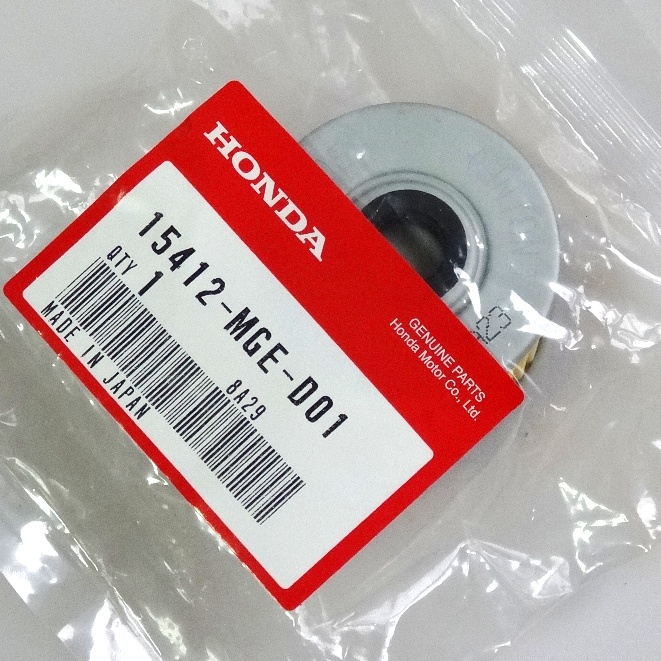 HONDA
15412-MGE-D01
QTY
1
8A29
MADE IN JAPAN
GENUINE PARTS
Honda Motor Co., Ltd.